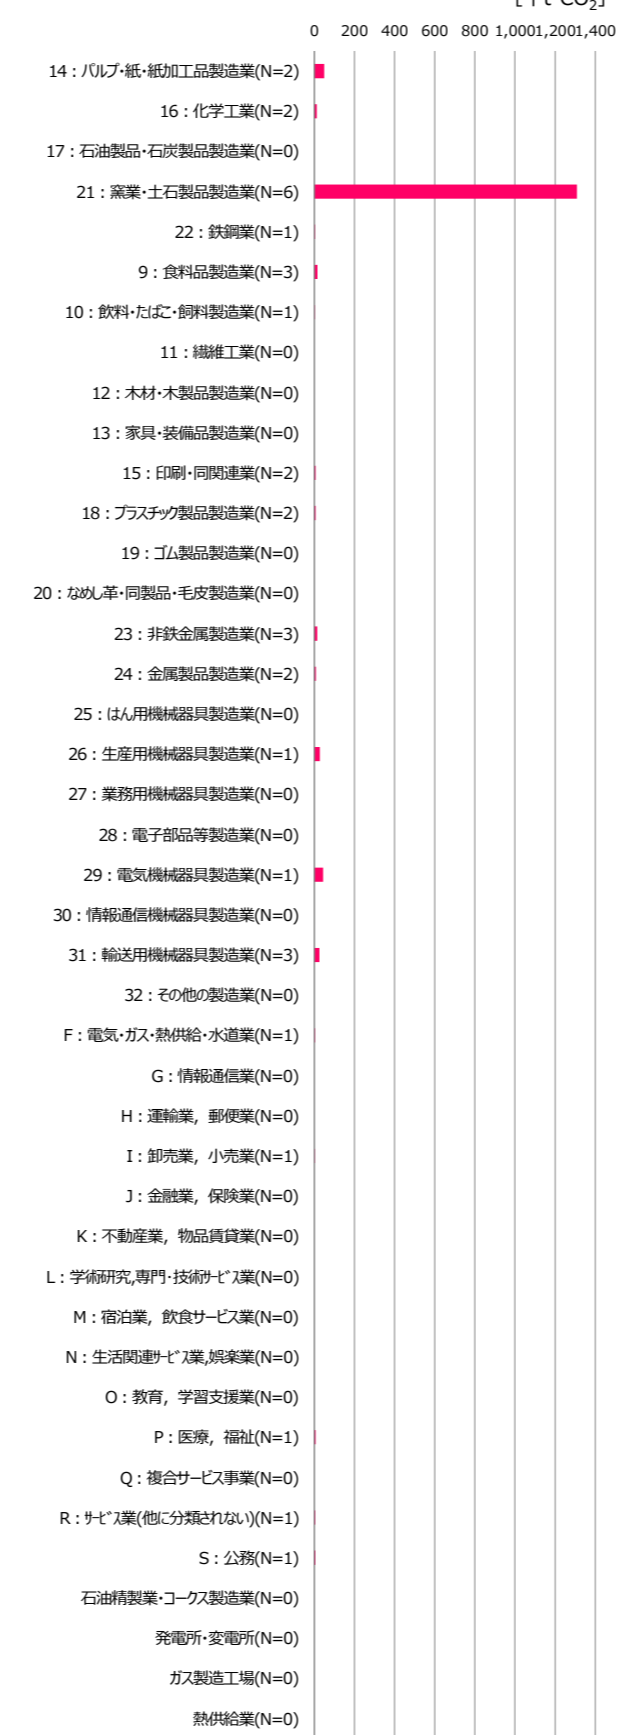 [千t-CO₂]
0 200 400 600 800 1,000 1,200 1,400
14：パルプ・紙・紙加工品製造業(N=2)
16：化学工業(N=2)
17：石油製品・石炭製品製造業(N=0)
21：窯業・土石製品製造業(N=6)
22：鉄鋼業(N=1)
9：食料品製造業(N=3)
10：飲料・たばこ・飼料製造業(N=1)
11：繊維工業(N=0)
12：木材・木製品製造業(N=0)
13：家具・装備品製造業(N=0)
15：印刷・同関連業(N=2)
18：プラスチック製品製造業(N=2)
19：ゴム製品製造業(N=0)
20：なめし革・同製品・毛皮製造業(N=0)
23：非鉄金属製造業(N=3)
24：金属製品製造業(N=2)
25：はん用機械器具製造業(N=0)
26：生産用機械器具製造業(N=1)
27：業務用機械器具製造業(N=0)
28：電子部品等製造業(N=0)
29：電気機械器具製造業(N=1)
30：情報通信機械器具製造業(N=0)
31：輸送用機械器具製造業(N=3)
32：その他の製造業(N=0)
F：電気・ガス・熱供給・水道業(N=1)
G：情報通信業(N=0)
H：運輸業，郵便業(N=0)
I：卸売業，小売業(N=1)
J：金融業，保険業(N=0)
K：不動産業，物品賃貸業(N=0)
L：学術研究,専門・技術ｻｰﾋﾞｽ業(N=0)
M：宿泊業，飲食サービス業(N=0)
N：生活関連ｻｰﾋﾞｽ業,娯楽業(N=0)
O：教育，学習支援業(N=0)
P：医療，福祉(N=1)
Q：複合サービス事業(N=0)
R：ｻｰﾋﾞｽ業(他に分類されない)(N=1)
S：公務(N=1)
石油精製業・コークス製造業(N=0)
発電所・変電所(N=0)
ガス製造工場(N=0)
熱供給業(N=0)